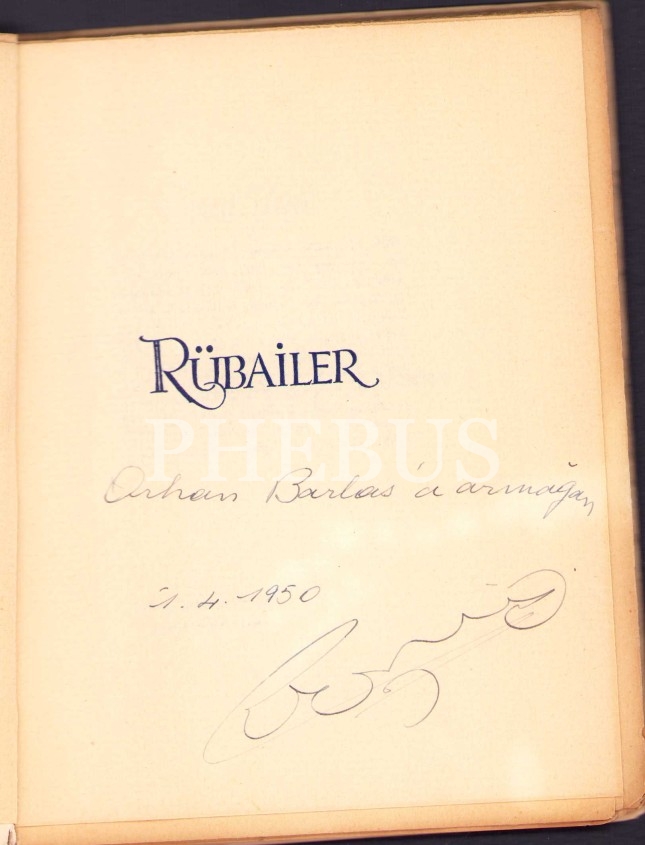 RÜBAİLER
PHEBUS
Orhan Barlas'a armağan
1.4.1950